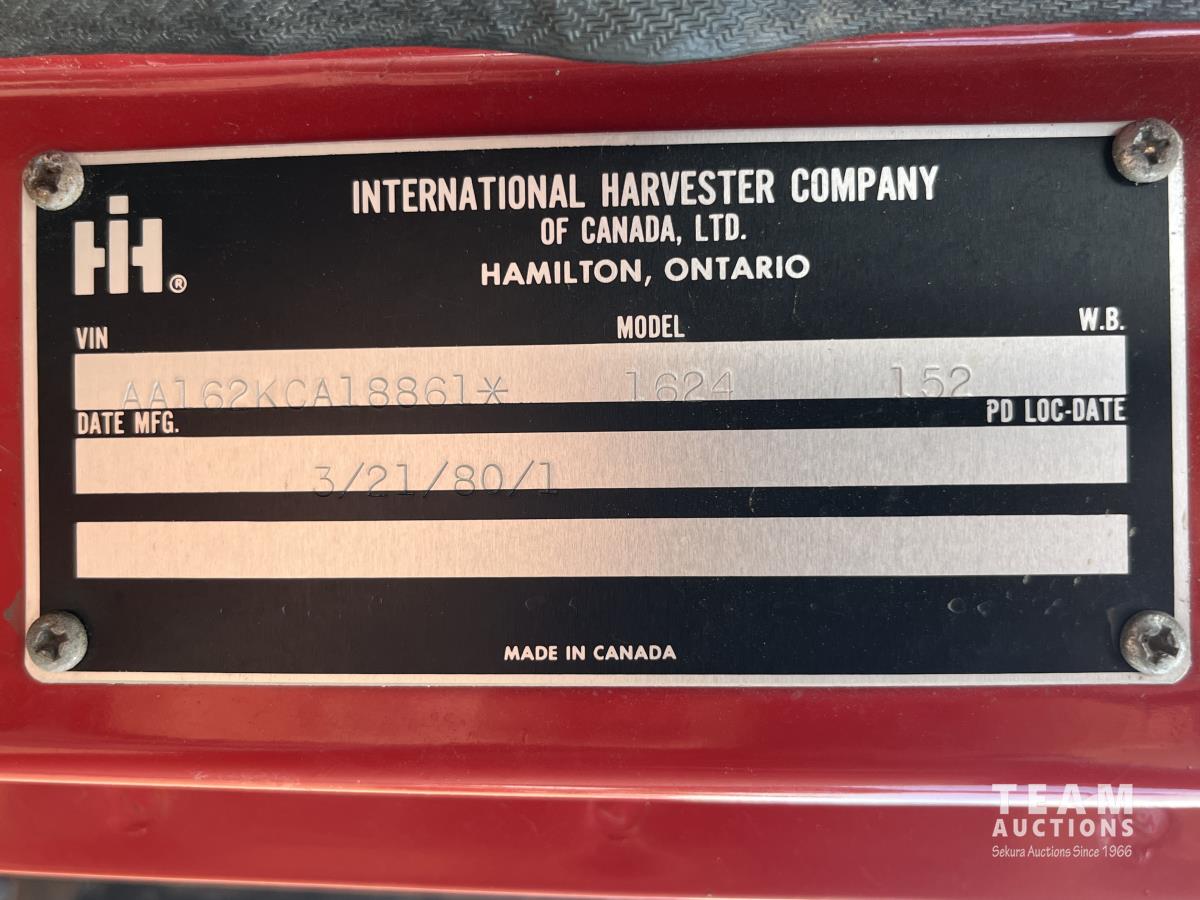 INTERNATIONAL HARVESTER COMPANY
OF CANADA, LTD.
HAMILTON, ONTARIO
IH ®
VIN MODEL W.B.
AA162KCA18861* 1624 152
DATE MFG. PD LOC-DATE
3/21/80/1
MADE IN CANADA
TEAM
AUCTIONS
Sekura Auctions Since 1966